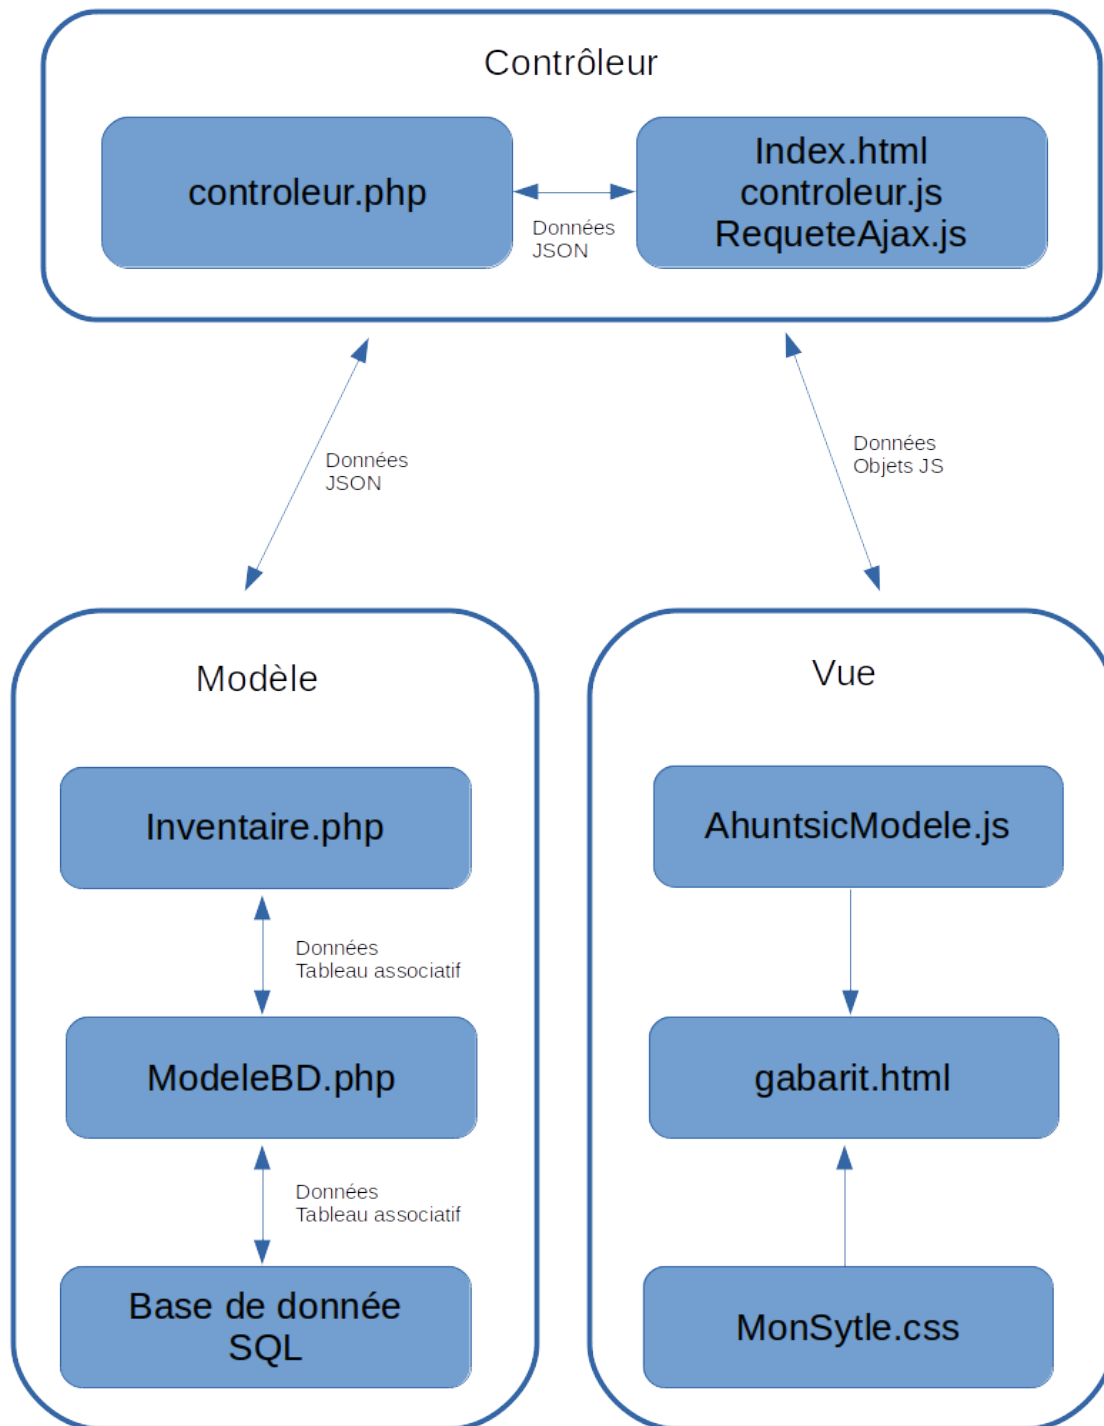 Contrôleur
controleur.php
Données
JSON
Index.html
controleur.js
RequeteAjax.js
Données
JSON
Données
Objets JS
Modèle
Inventaire.php
Données
Tableau associatif
ModeleBD.php
Données
Tableau associatif
Base de donnée
SQL
Vue
AhuntsicModele.js
gabarit.html
MonSytle.css